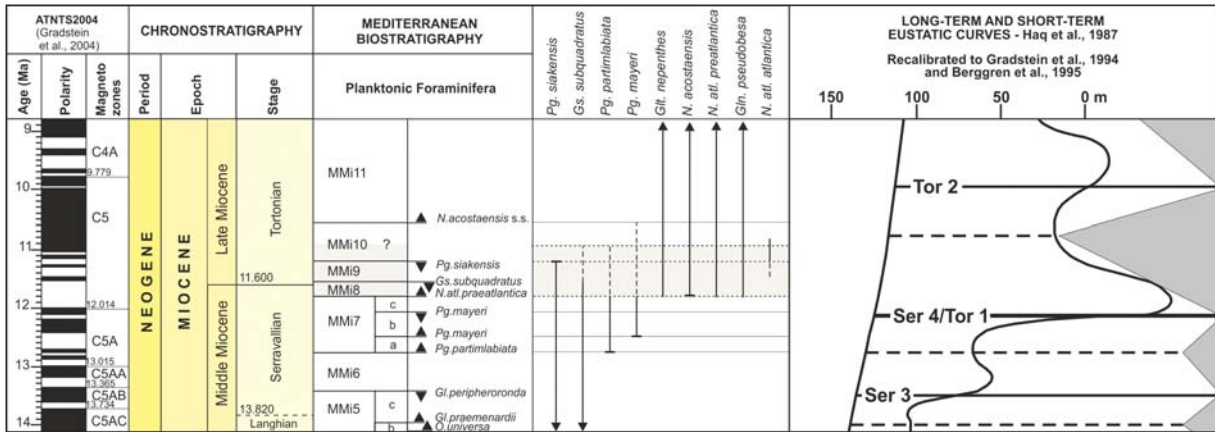 ATNTS2004
(Gradstein
et al., 2004)
CHRONOSTRATIGRAPHY
MEDITERRANEAN
BIOSTRATIGRAPHY
LONG-TERM AND SHORT-TERM
EUSTATIC CURVES - Haq et al., 1987
Recalibrated to Gradstein et al., 1994
and Berggren et al., 1995
Age (Ma)
Polarity
Magneto
zones
Period
Epoch
Stage
Planktonic Foraminifera
Pg. siakensis
Gs. subquadratus
Pg. partimlabiata
Pg. mayeri
Glt. nepenthes
N. acostaensis
N. atl. preatlantica
Gln. pseudobesa
N. atl. atlantica
150
100
50
0 m
9
10
11
12
13
14
C4A
9.779
C5
12.014
C5A
13.015
C5AA
13.365
C5AB
13.734
C5AC
NEOGENE
MIOCENE
Late Miocene
Middle Miocene
Tortonian
11.600
Serravallian
13.820
Langhian
MMi11
MMi10 ?
MMi9
MMi8
MMi7
c
b
a
MMi6
MMi5
c
b
N.acostaensis s.s.
Pg.siakensis
Gs.subquadratus
N.atl.praeatlantica
Pg.mayeri
Pg.mayeri
Pg.partimlabiata
Gl.peripheroronda
Gl.praemenardii
O.universa
Tor 2
Ser 4/Tor 1
Ser 3